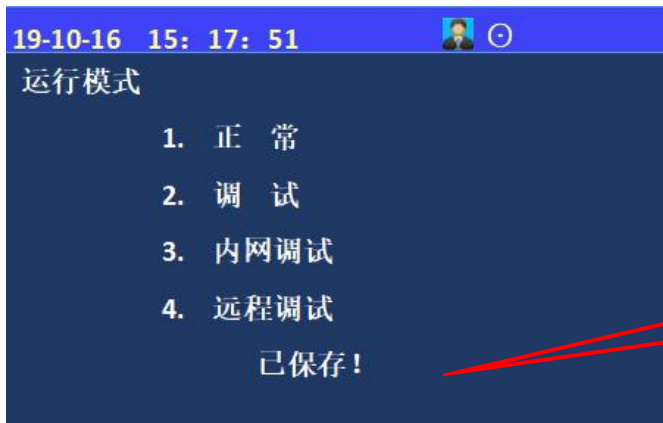 19-10-16 15: 17: 51
运行模式
1. 正 常
2. 调 试
3. 内网调试
4. 远程调试
已保存!